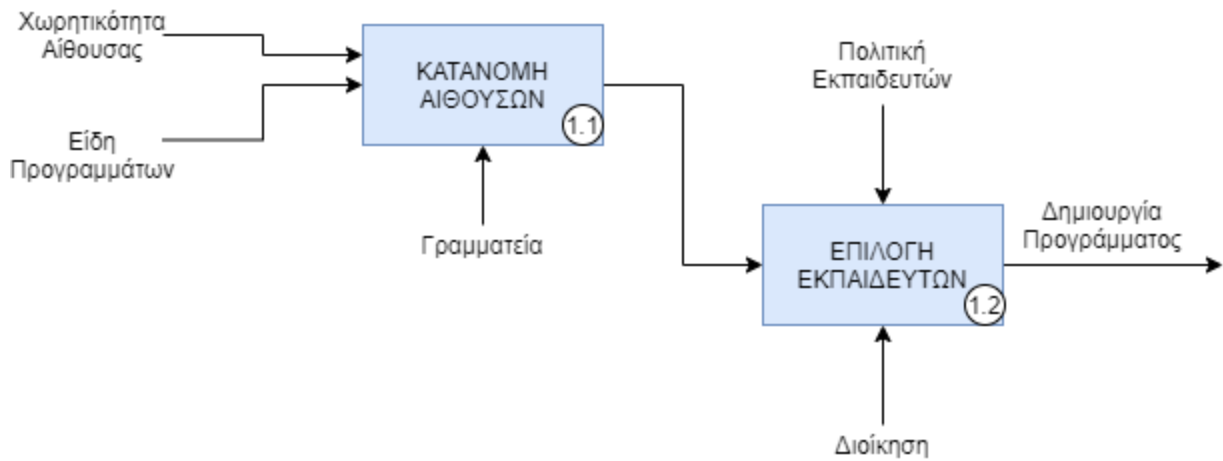 Χωρητικότητα
Αίθουσας
Είδη
Προγραμμάτων
ΚΑΤΑΝΟΜΗ
ΑΙΘΟΥΣΩΝ
1.1
Γραμματεία
Πολιτική
Εκπαιδευτών
ΕΠΙΛΟΓΗ
ΕΚΠΑΙΔΕΥΤΩΝ
1.2
Διοίκηση
Δημιουργία
Προγράμματος